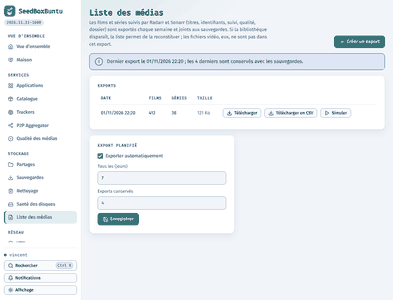 SeedBoxBuntu
2026.11.21-1600
VUE D'ENSEMBLE
Vue d'ensemble
Maison
SERVICES
Applications
Catalogue
Trackers
P2P Aggregator
Qualité des médias
STOCKAGE
Partages
Sauvegardes
Nettoyage
Santé des disques
Liste des médias
RÉSEAU
vincent
Rechercher
Ctrl K
Notifications
Affichage
Liste des médias
Les films et séries suivis par Radarr et Sonarr (titres, identifiants, suivi, qualité,
dossier) sont exportés chaque semaine et joints aux sauvegardes. Si la bibliothèque
disparaît, la liste permet de la reconstituer ; les fichiers vidéo, eux, ne sont pas dans
cet export.
Créer un export
Dernier export le 01/11/2026 22:20 ; les 4 derniers sont conservés avec les sauvegardes.
EXPORTS
DATE FILMS SÉRIES TAILLE
01/11/2026 22:20 412 38 121 Kio Télécharger Télécharger en CSV Simuler
EXPORT PLANIFIÉ
Exporter automatiquement
Tous les (jours)
7
Exports conservés
4
Enregistrer